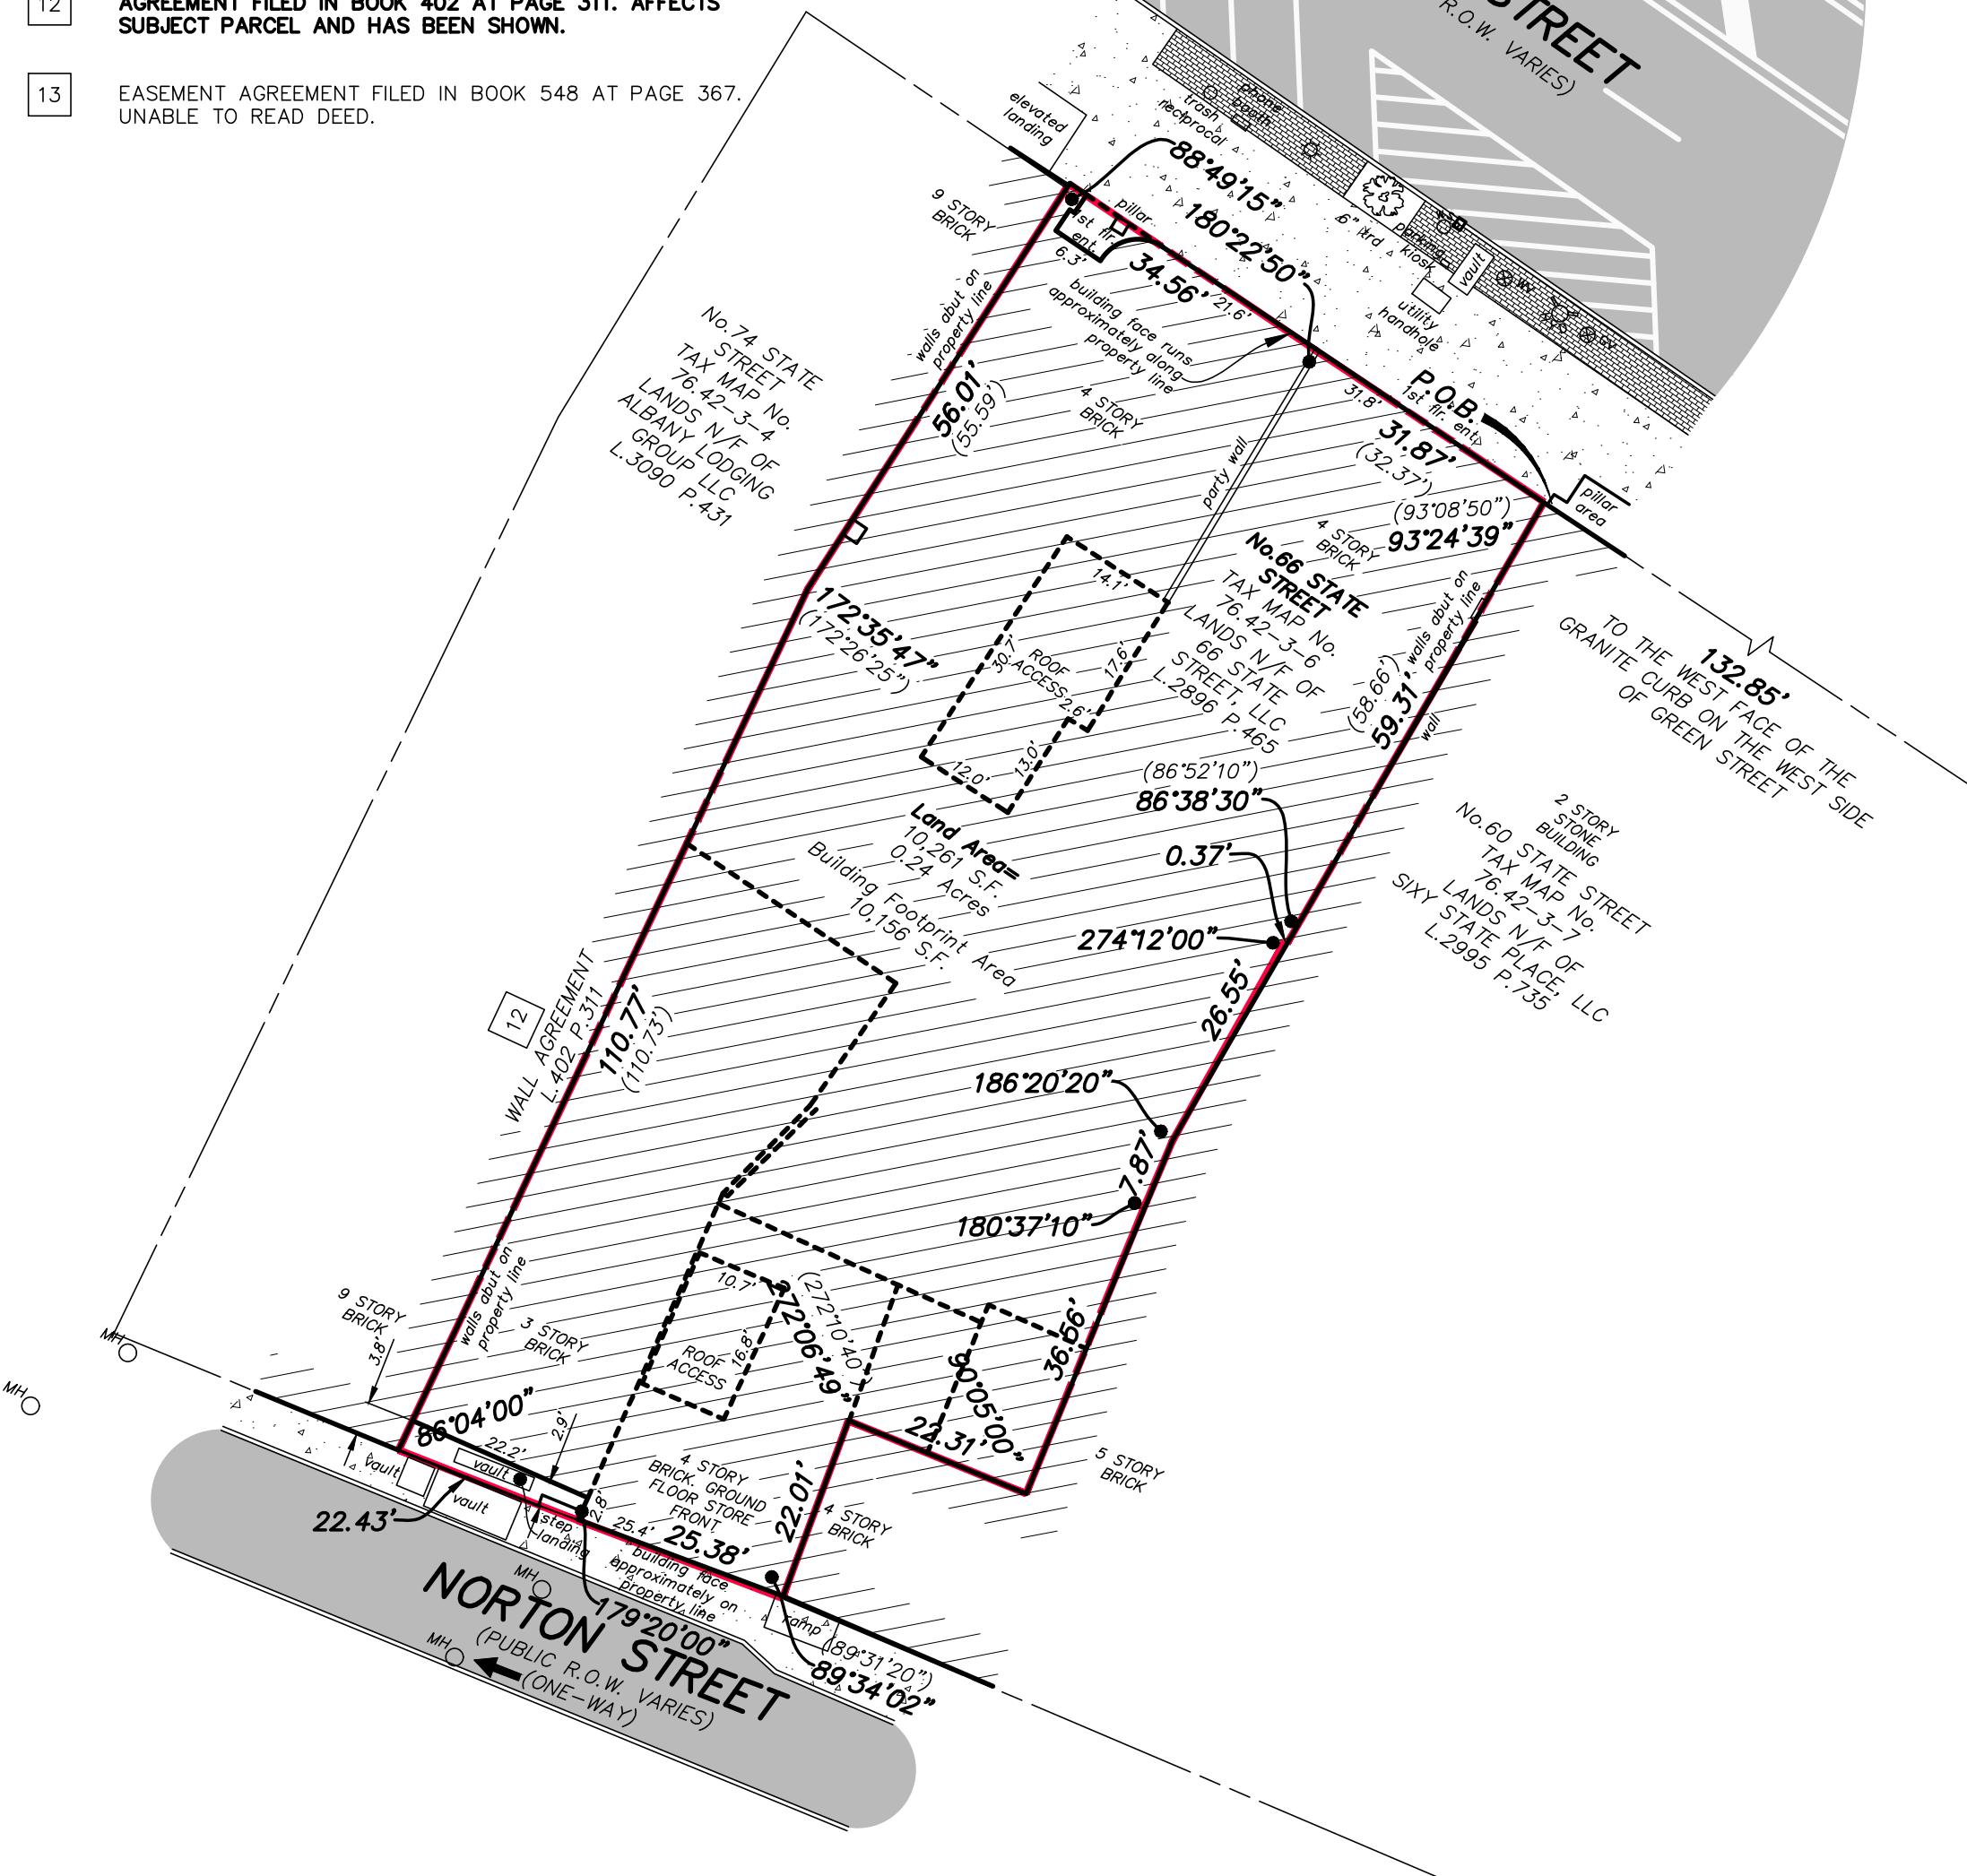 12
AGREEMENT FILED IN BOOK 402 AT PAGE 311. AFFECTS
SUBJECT PARCEL AND HAS BEEN SHOWN.
13
EASEMENT AGREEMENT FILED IN BOOK 548 AT PAGE 367.
UNABLE TO READ DEED.
STREET
R.O.W. VARIES)
elevated
landing
trash
reciprocal
phone
booth
88°49'15"
180°22'50"
pillar
1st flr.
ent.
6.3'
34.56'
21.6'
6" trd
parking
kiosk
vault
WV
GV
utility
handhole
9 STORY
BRICK
walls abut on
property line
building face runs
approximately along
property line
4 STORY
BRICK
31.8'
P.O.B.
1st flr. ent.
31.87'
(32.37')
(93°08'50")
93°24'39"
pillar
area
56.01'
(55.59')
No. 74 STATE
STREET
TAX MAP No.
76.42-3-4
LANDS N/F OF
ALBANY LODGING
GROUP LLC
L.3090 P.431
party wall
4 STORY
BRICK
No.66 STATE
STREET
TAX MAP No.
76.42-3-6
LANDS N/F OF
66 STATE
STREET, LLC
L.2896 P.465
walls abut on
property line
132.85'
TO THE WEST FACE OF THE
GRANITE CURB ON THE WEST SIDE
OF GREEN STREET
172°35'47"
(172°26'25")
14.1'
30.7'
ROOF
ACCESS
17.6'
2.6'
13.0'
12.0'
(58.66')
59.31'
wall
(86°52'10")
86°38'30"
0.37'
274°12'00"
Land Area=
10,261 S.F.
0.24 Acres
Building Footprint Area
10,156 S.F.
2 STORY
STONE
BUILDING
No.60 STATE STREET
TAX MAP No.
76.42-3-7
LANDS N/F OF
SIXY STATE PLACE, LLC
L.2995 P.735
12
WALL AGREEMENT
L.402 P.311
110.77'
(110.73')
26.55'
186°20'20"
7.87'
180°37'10"
36.56'
walls abut on
property line
9 STORY
BRICK
3.8'
3 STORY
BRICK
10.7'
16.8'
ROOF
ACCESS
(272°10'40")
272°06'49"
90°05'00"
22.31'
5 STORY
BRICK
MH
MH
86°04'00"
22.2'
2.9'
vault
vault
vault
22.43'
step
landing
2.8'
4 STORY
BRICK. GROUND
FLOOR STORE
FRONT
25.4'
25.38'
22.01'
4 STORY
BRICK
building face
approximately on
property line
179°20'00"
ramp
(89°31'20")
89°34'02"
MH
NORTON STREET
(PUBLIC R.O.W. VARIES)
(ONE-WAY)
MH